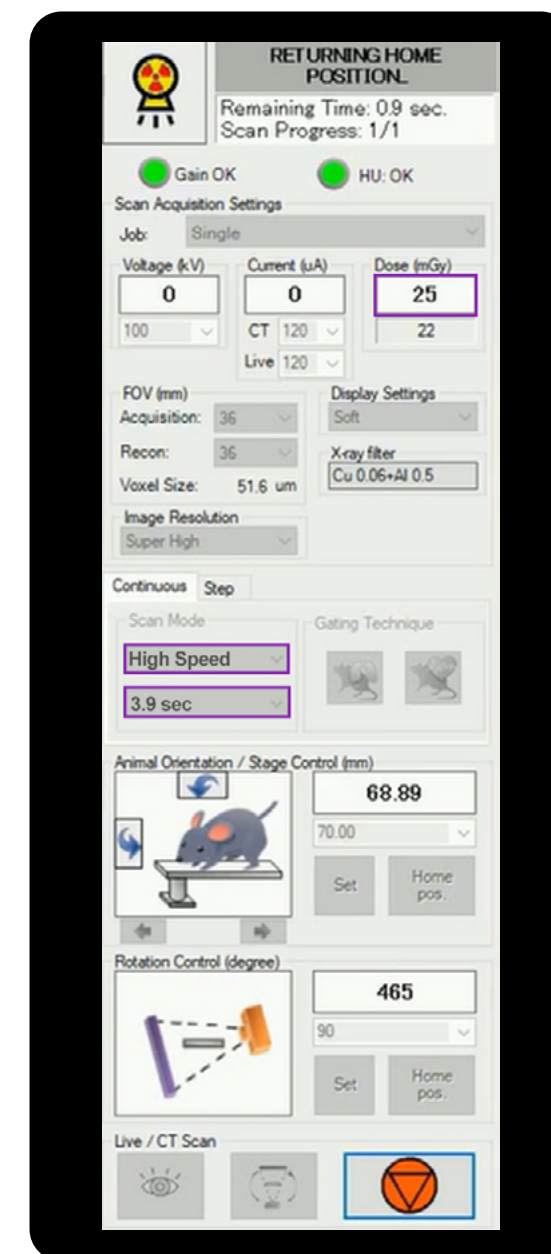 RETURNING HOME
POSITION...
Remaining Time: 0.9 sec.
Scan Progress: 1/1
Gain OK
HU: OK
Scan Acquisition Settings
Job: Single
Voltage (kV) Current (uA) Dose (mGy)
0 0 25
100 CT 120 22
Live 120
FOV (mm) Display Settings
Acquisition: 36 Soft
Recon: 36 X-ray filter
Voxel Size: 51.6 um Cu 0.06+Al 0.5
Image Resolution
Super High
Continuous Step
Scan Mode Gating Technique
High Speed
3.9 sec
Animal Orientation / Stage Control (mm)
68.89
70.00
Set Home
pos.
Rotation Control (degree)
465
90
Set Home
pos.
Live / CT Scan